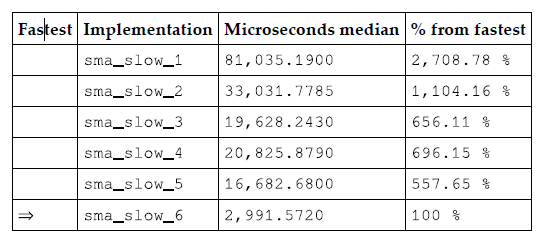 Fastest Implementation Microseconds median % from fastest
sma_slow_1 81,035.1900 2,708.78 %
sma_slow_2 33,031.7785 1,104.16 %
sma_slow_3 19,628.2430 656.11 %
sma_slow_4 20,825.8790 696.15 %
sma_slow_5 16,682.6800 557.65 %
⇒ sma_slow_6 2,991.5720 100 %